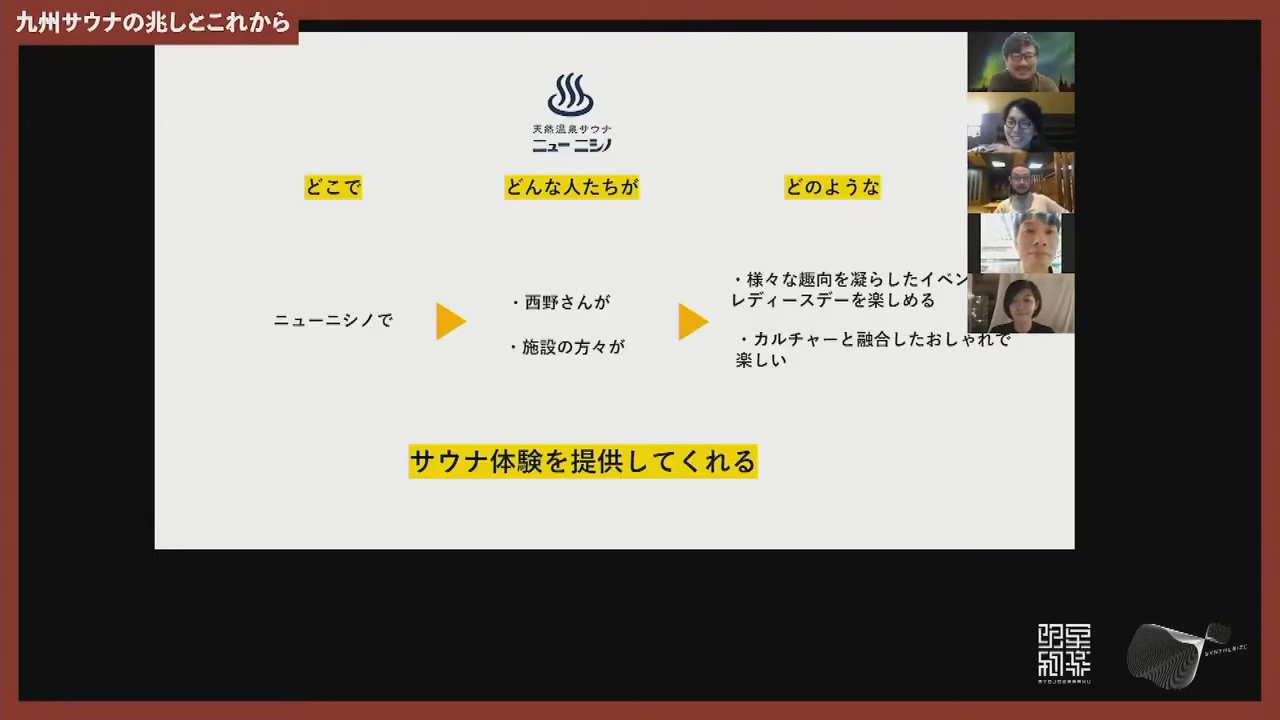 九州サウナの兆しとこれから
天然温泉サウナ
ニューニシノ
どこで
どんな人たちが
どのような
ニューニシノで
・西野さんが
・施設の方々が
・様々な趣向を凝らしたイベン
レディースデーを楽しめる
・カルチャーと融合したおしゃれで
楽しい
サウナ体験を提供してくれる
SYNTHESIZE